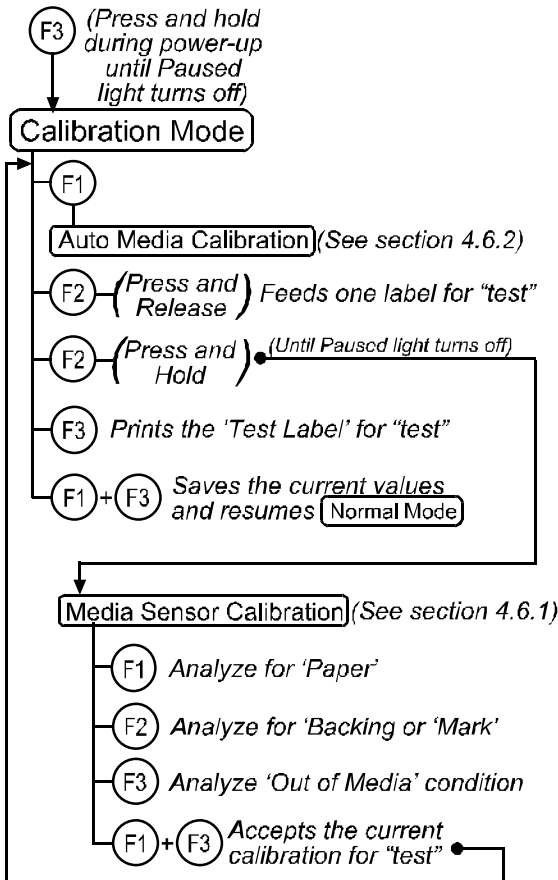 F3 (Press and hold
during power-up
until Paused
light turns off)
Calibration Mode
F1
Auto Media Calibration (See section 4.6.2)
F2 (Press and
Release) Feeds one label for "test"
F2 (Press and
Hold) (Until Paused light turns off)
F3 Prints the 'Test Label' for "test"
F1 + F3 Saves the current values
and resumes Normal Mode
Media Sensor Calibration (See section 4.6.1)
F1 Analyze for 'Paper'
F2 Analyze for 'Backing or 'Mark'
F3 Analyze 'Out of Media' condition
F1 + F3 Accepts the current
calibration for "test"